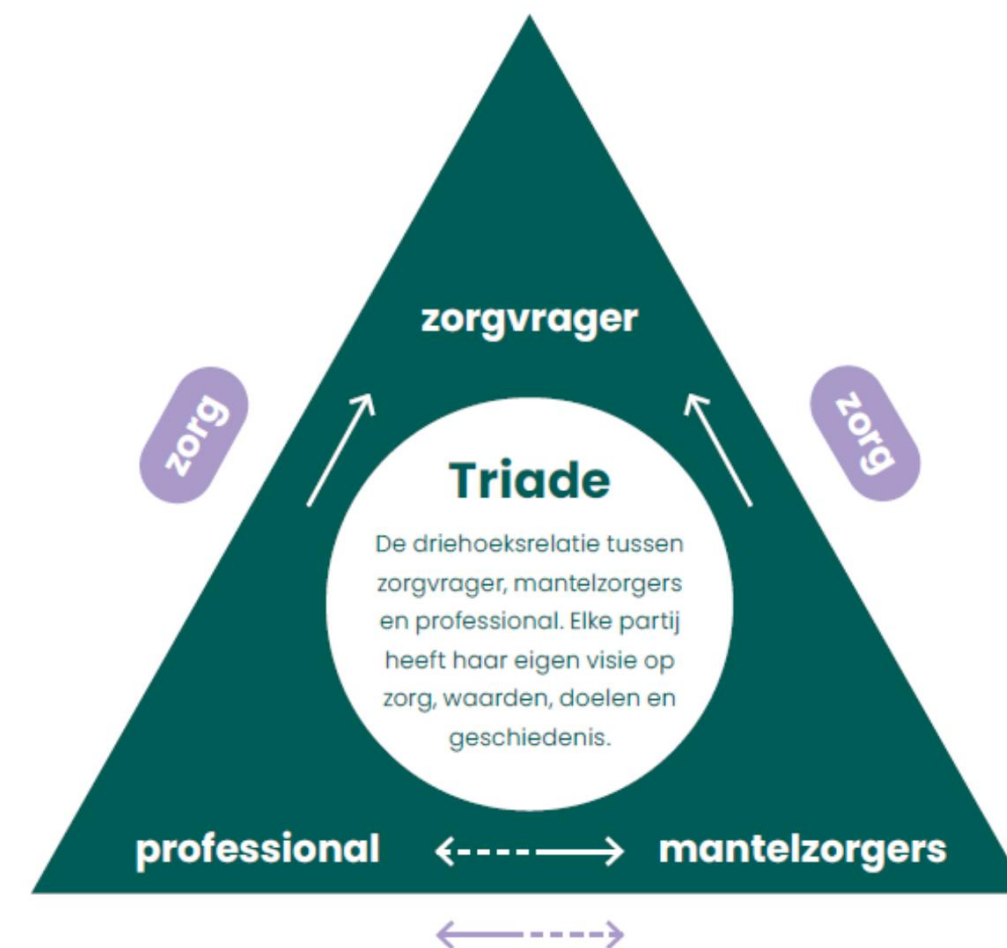 zorgvrager
zorg
zorg
Triade
De driehoeksrelatie tussen
zorgvrager, mantelzorgers
en professional. Elke partij
heeft haar eigen visie op
zorg, waarden, doelen en
geschiedenis.
professional
mantelzorgers